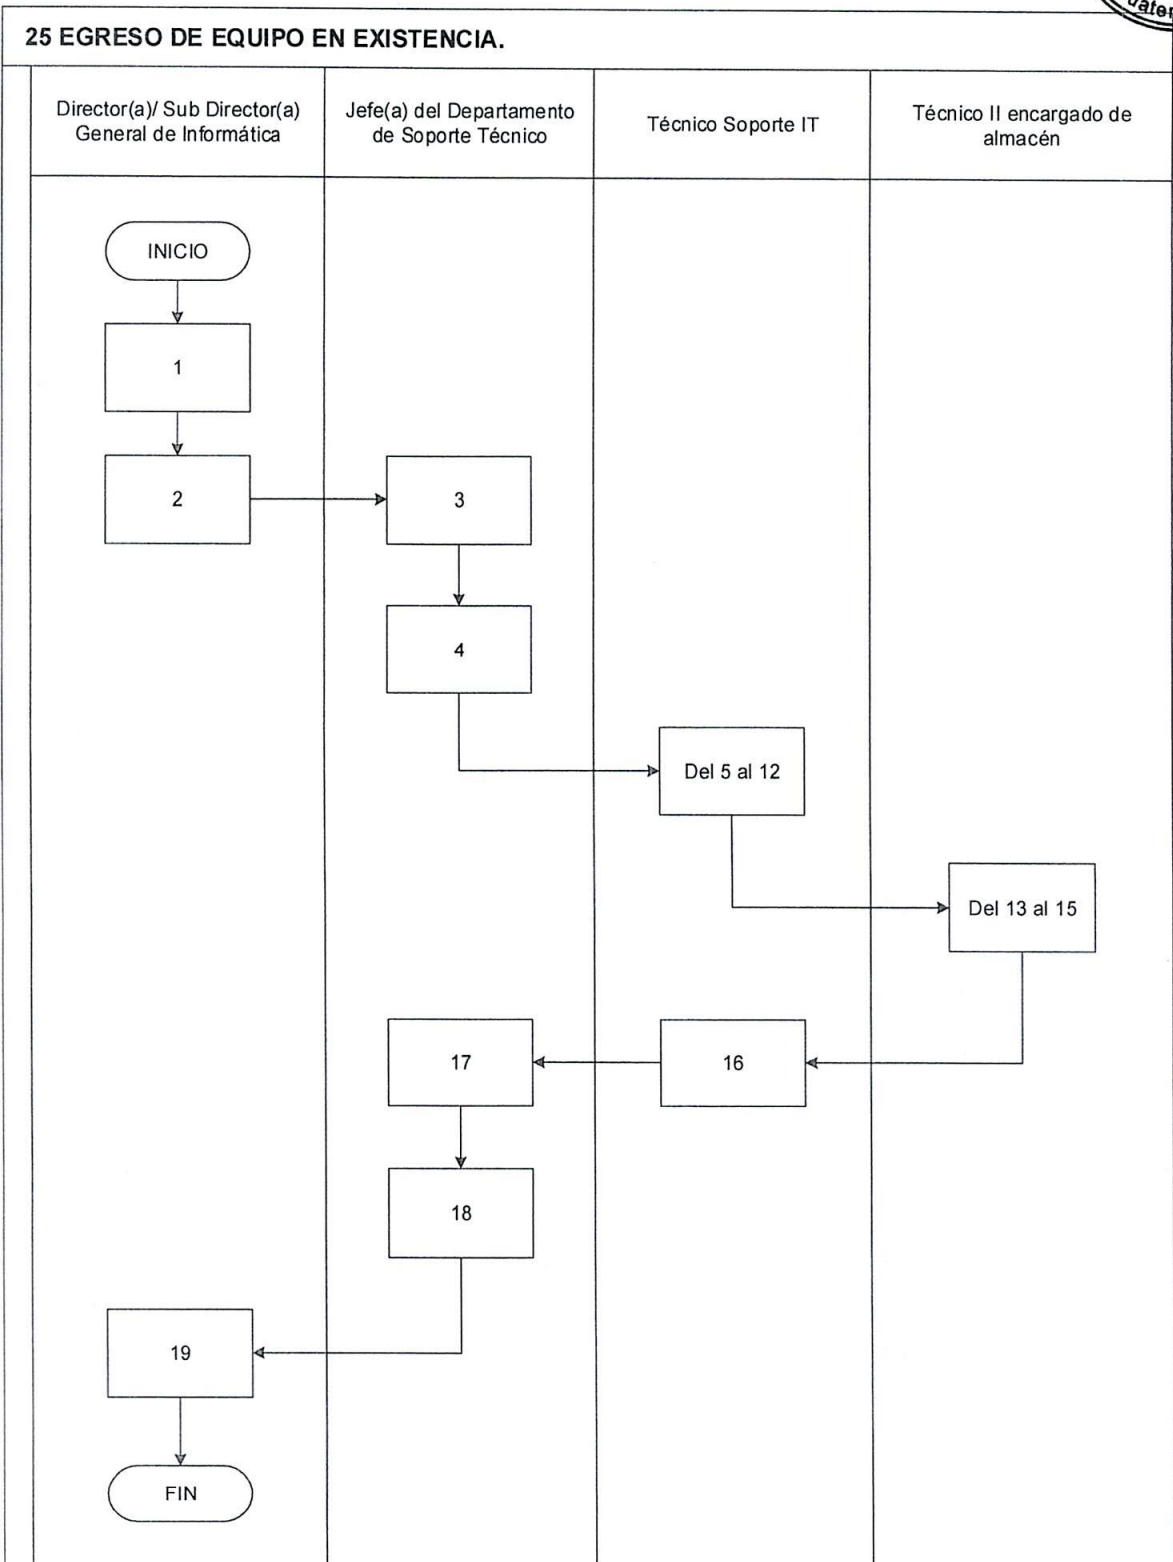 25 EGRESO DE EQUIPO EN EXISTENCIA.
Director(a)/ Sub Director(a)
General de Informática
Jefe(a) del Departamento
de Soporte Técnico
Técnico Soporte IT
Técnico II encargado de
almacén
INICIO
1
2
3
4
Del 5 al 12
Del 13 al 15
17
16
18
19
FIN